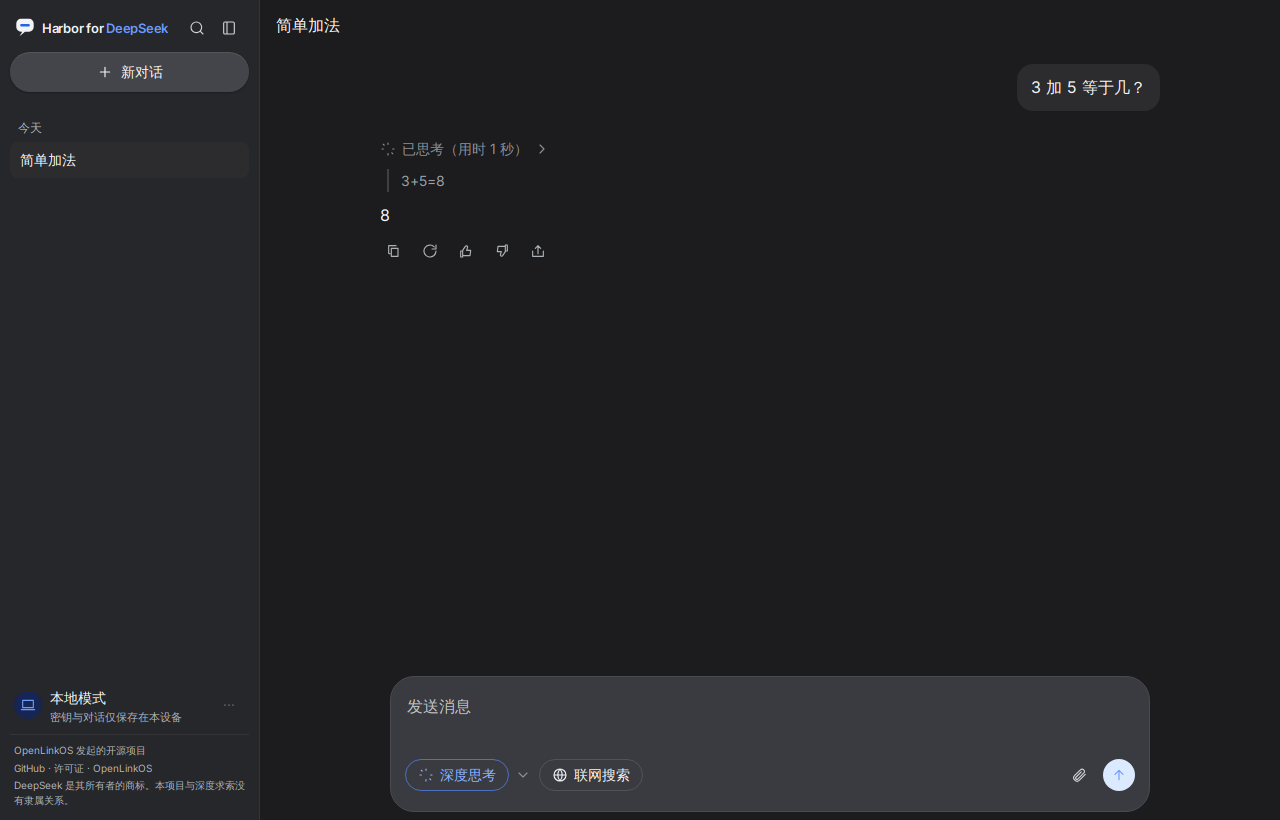 Harbor for DeepSeek
新对话
今天
简单加法
本地模式
密钥与对话仅保存在本设备
OpenLinkOS 发起的开源项目
GitHub · 许可证 · OpenLinkOS
DeepSeek 是其所有者的商标。本项目与深度求索没
有隶属关系。
简单加法
3 加 5 等于几？
已思考（用时 1 秒）
3+5=8
8
发送消息
深度思考
联网搜索